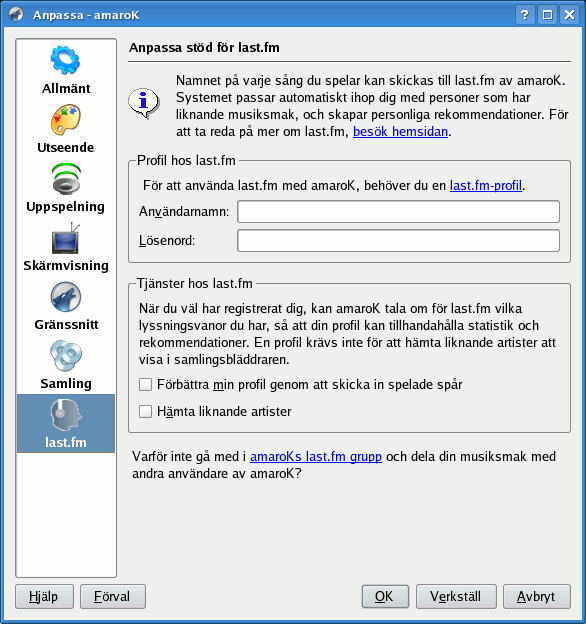 Anpassa - amaroK
Allmänt
Utseende
Uppspelning
Skärmvisning
Gränssnitt
Samling
last.fm
Anpassa stöd för last.fm
Namnet på varje sång du spelar kan skickas till last.fm av amaroK.
Systemet passar automatiskt ihop dig med personer som har
liknande musiksmak, och skapar personliga rekommendationer. För
att ta reda på mer om last.fm, besök hemsidan.
Profil hos last.fm
För att använda last.fm med amaroK, behöver du en last.fm-profil.
Användarnamn:
Lösenord:
Tjänster hos last.fm
När du väl har registrerat dig, kan amaroK tala om för last.fm vilka
lyssningsvanor du har, så att din profil kan tillhandahålla statistik och
rekommendationer. En profil krävs inte för att hämta liknande artister att
visa i samlingsbläddraren.
Förbättra min profil genom att skicka in spelade spår
Hämta liknande artister
Varför inte gå med i amaroKs last.fm grupp och dela din musiksmak med
andra användare av amaroK?
Hjälp Förval OK Verkställ Avbryt